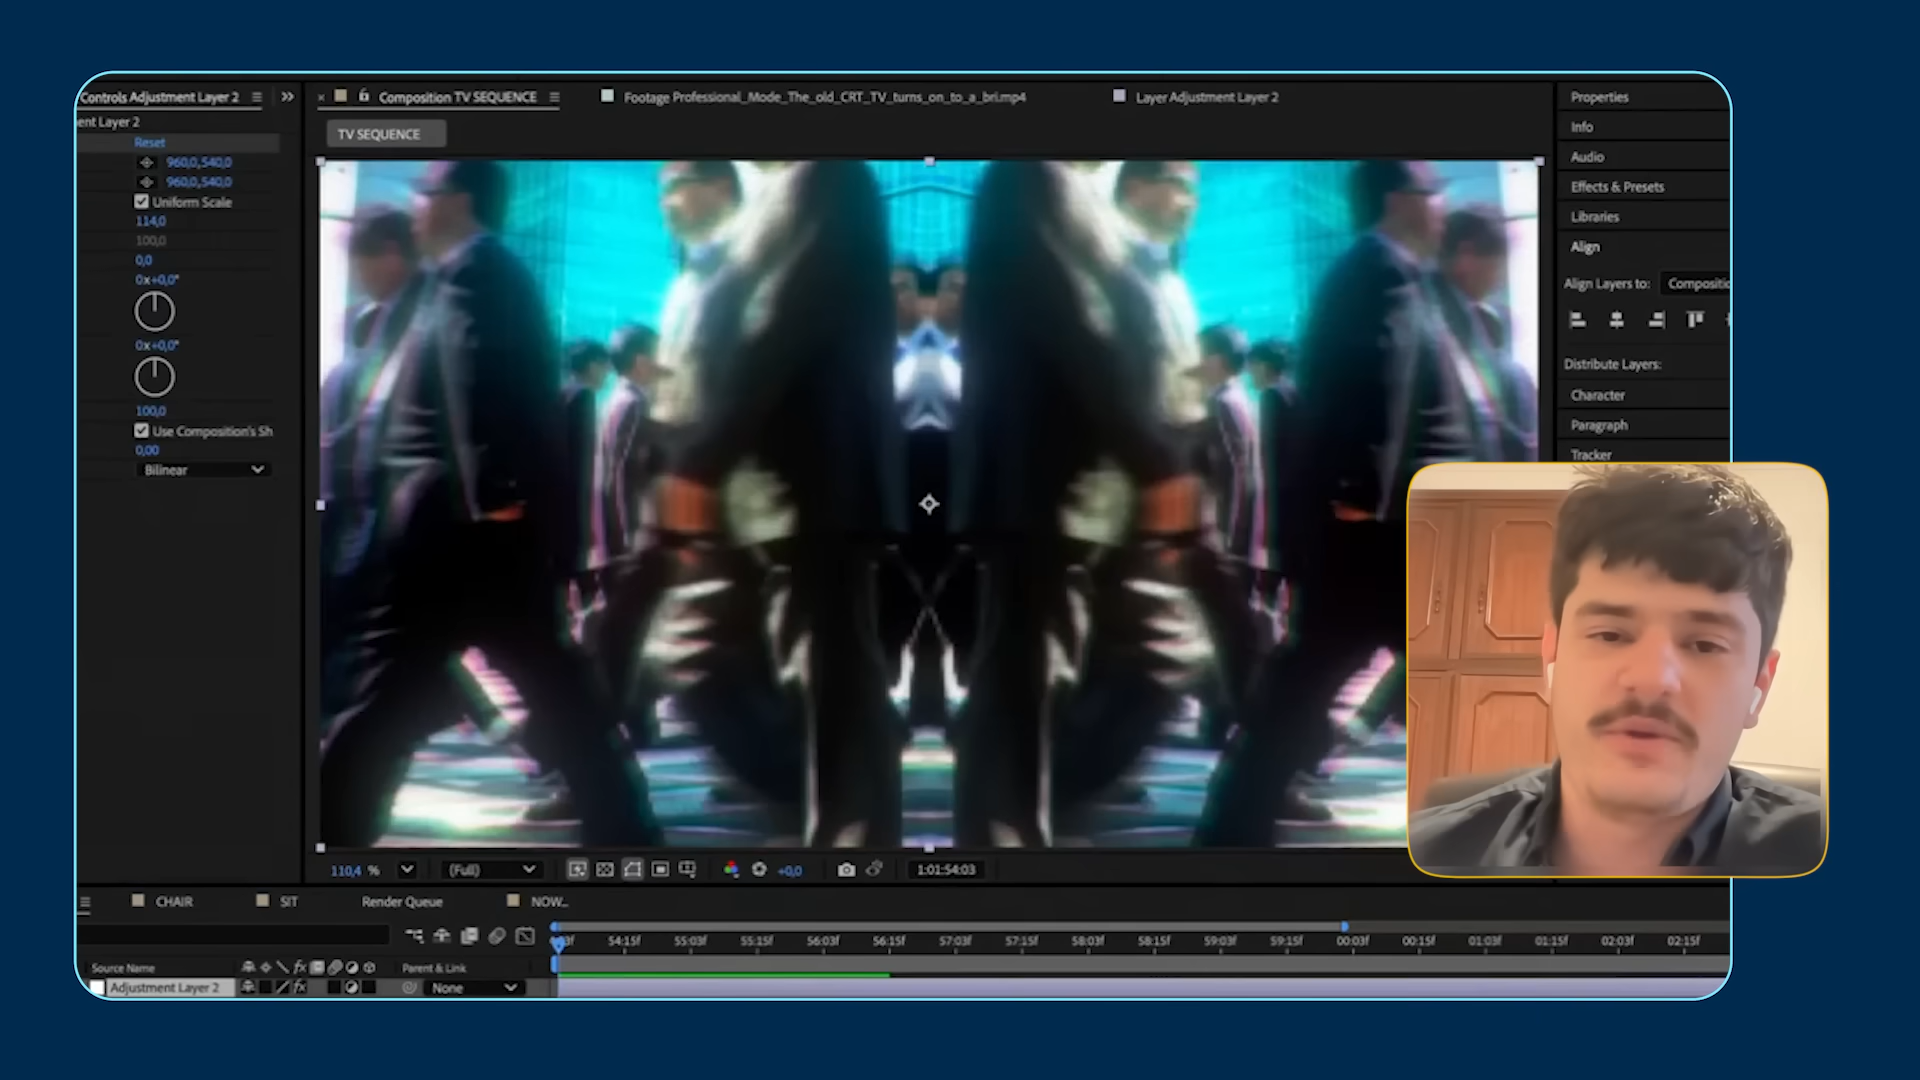 Controls Adjustment Layer 2
Composition TV SEQUENCE
Footage Professional_Mode_The_old_CRT_TV_turns_on_to_a_bri.mp4
Layer Adjustment Layer 2
Properties
ent Layer 2
Info
TV SEQUENCE
Reset
960,0,540,0
Audio
960,0,540,0
Effects & Presets
Uniform Scale
114,0
Libraries
100,0
Align
0,0
0x+0,0°
Align Layers to:
Compositio
0x+0,0°
Distribute Layers:
Character
100,0
Paragraph
Use Composition's Sh
0,00
Tracker
Bilinear
110,4 %
(Full)
+0,0
1:01:54:03
CHAIR
SIT
Render Queue
NOW...
:03f 54:15f 55:03f 55:15f 56:03f 56:15f 57:03f 57:15f 58:03f 58:15f 59:03f 59:15f 00:03f 00:15f 01:03f 01:15f 02:03f 02:15f
Source Name
fx
Parent & Link
Adjustment Layer 2
fx
None